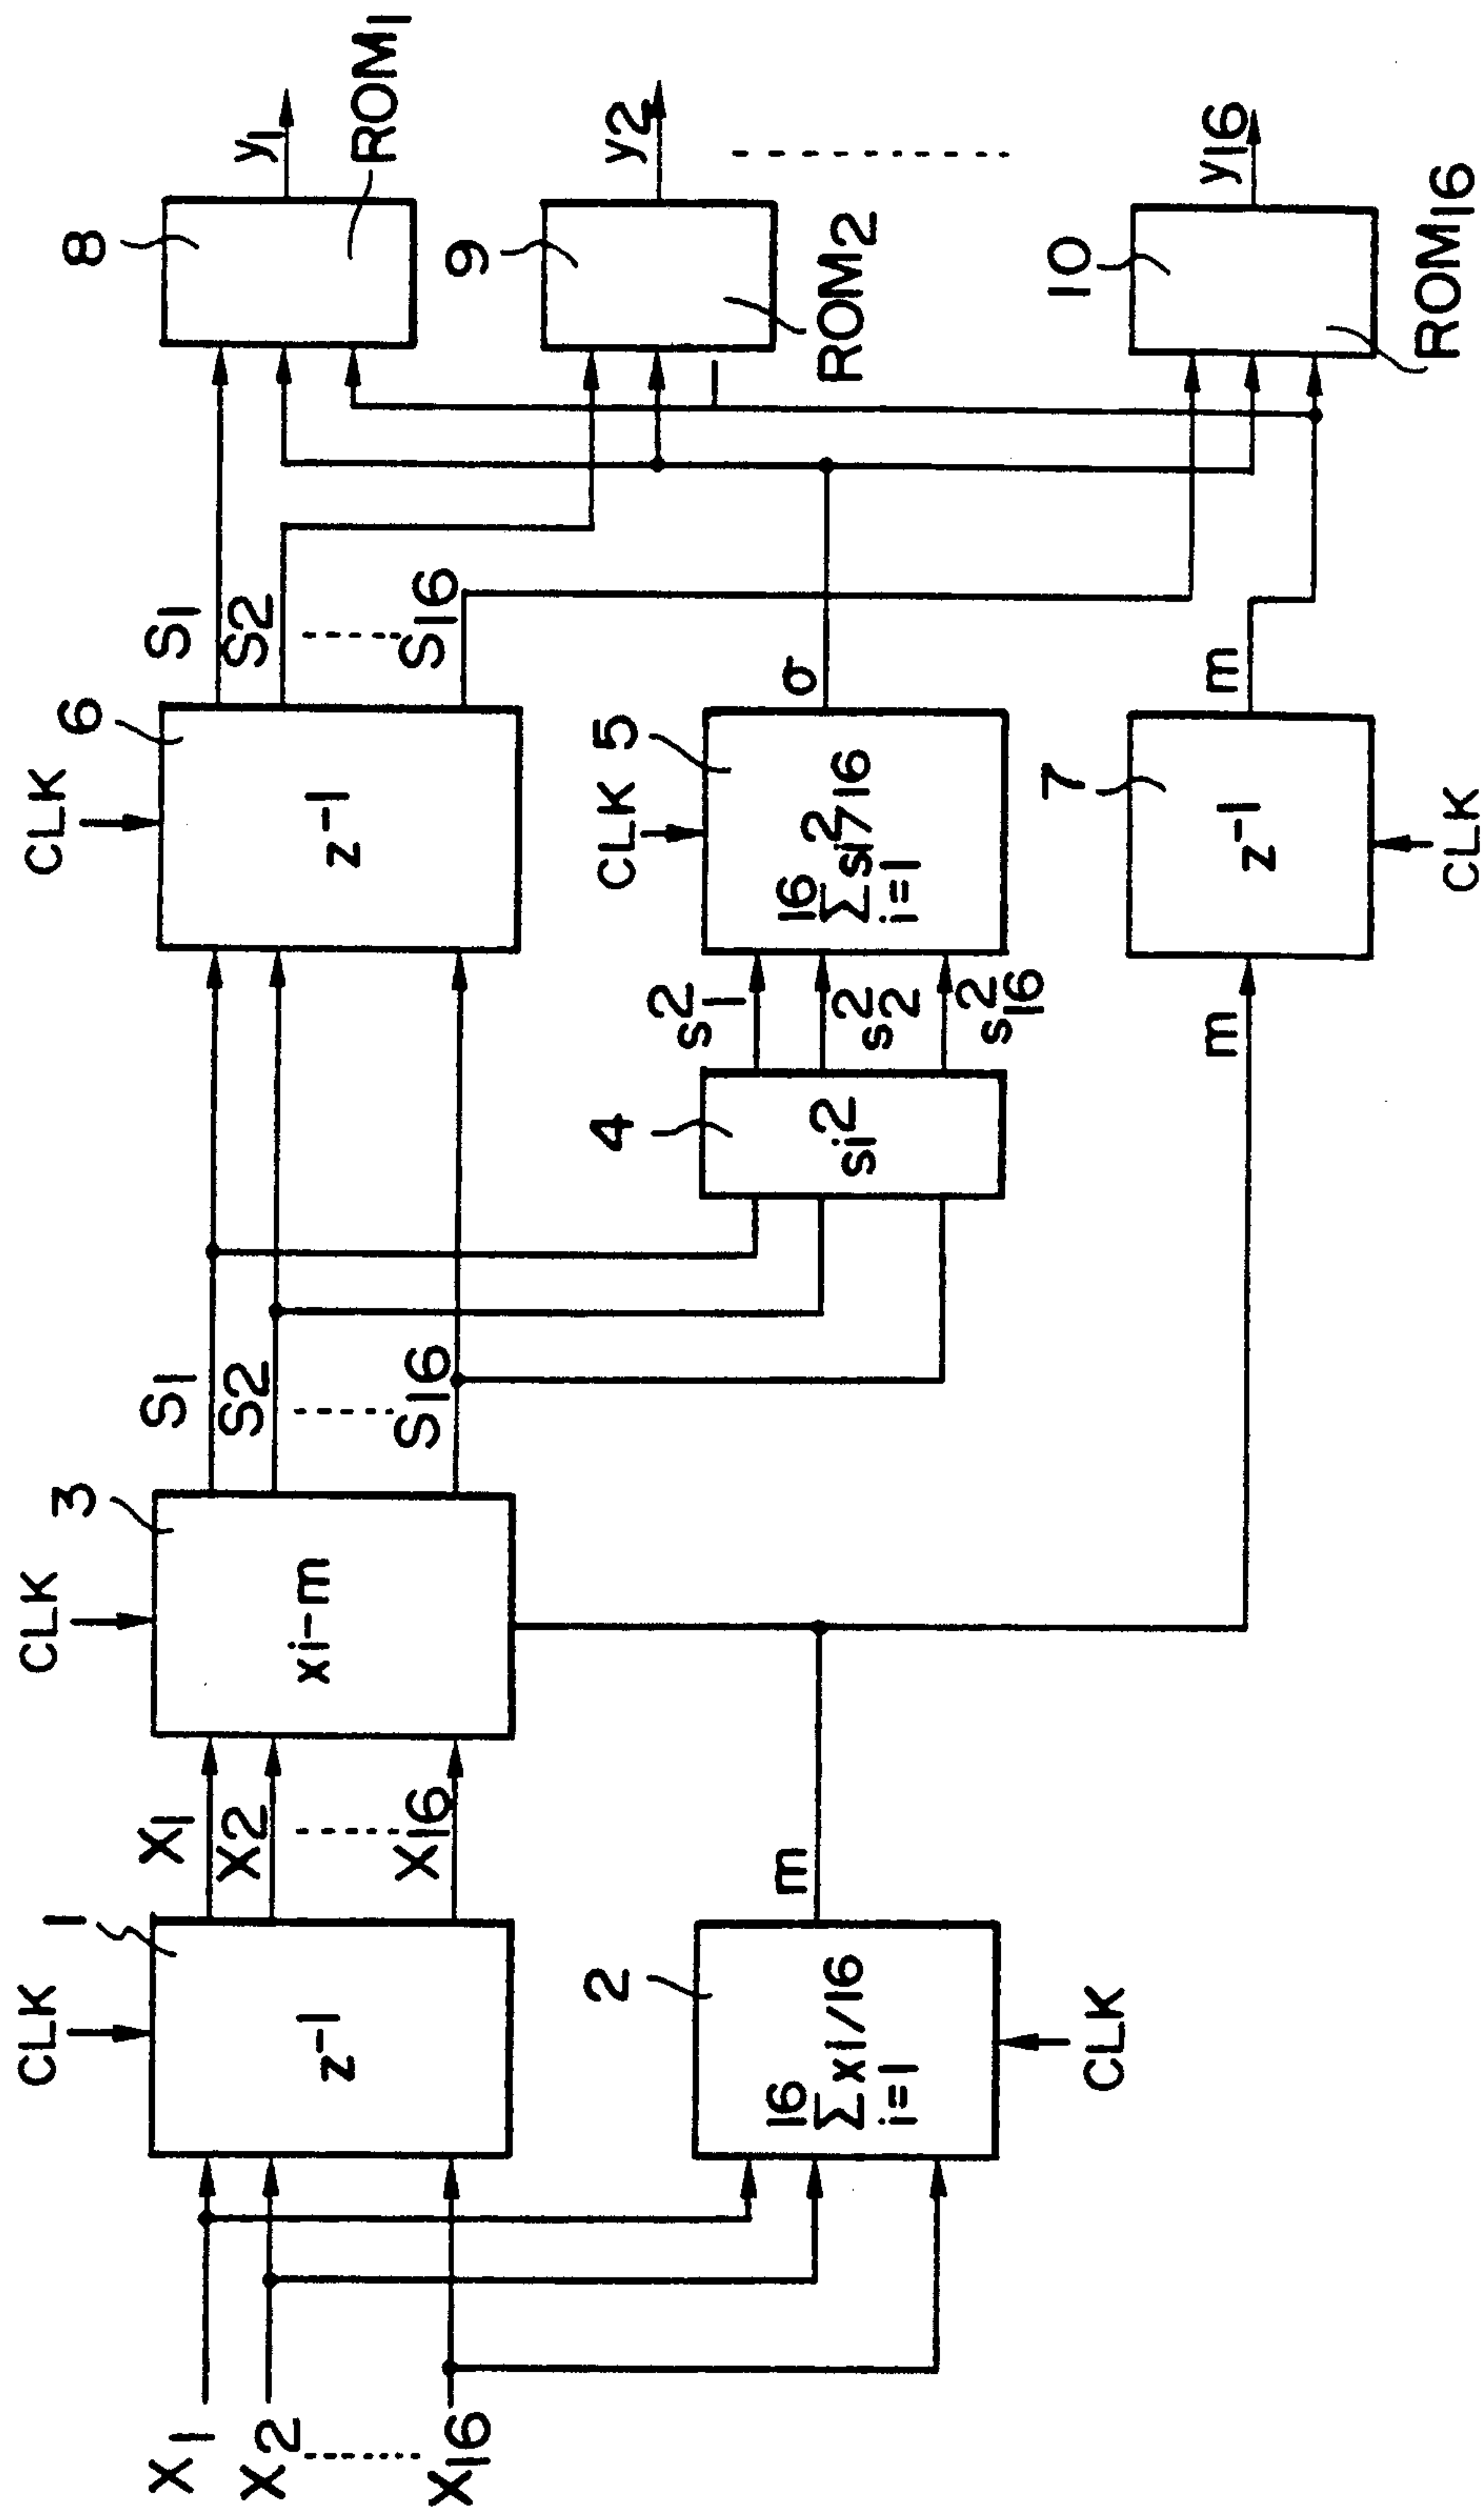 X1
X2
X16
CLK
1
z⁻¹
2
16
Σxi/16
i=1
CLK
X1
X2
X16
m
CLK
3
xi-m
S1
S2
S16
4
si²
s²1
s²2
s²16
m
CLK
6
z⁻¹
CLK
5
16
Σsi²/16
i=1
7
z⁻¹
CLK
S1
S2
S16
σ
m
8
y1
ROM1
9
y2
ROM2
10
y16
ROM16